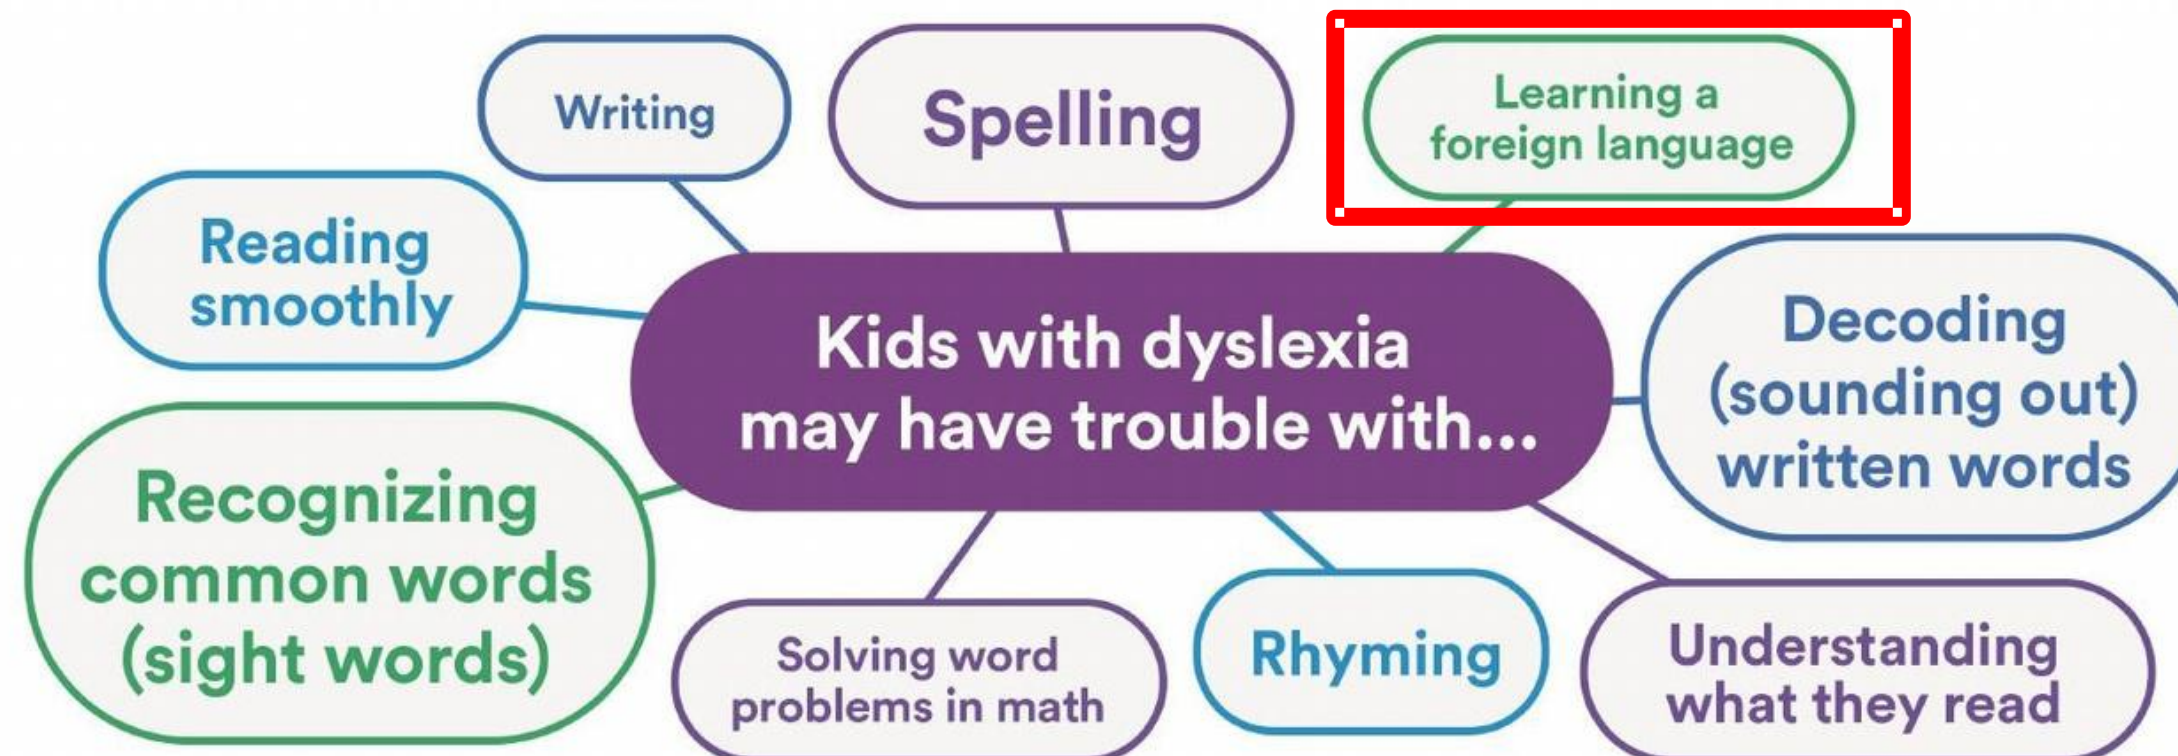 Writing
Spelling
Learning a
foreign language
Reading
smoothly
Kids with dyslexia
may have trouble with...
Decoding
(sounding out)
written words
Recognizing
common words
(sight words)
Solving word
problems in math
Rhyming
Understanding
what they read